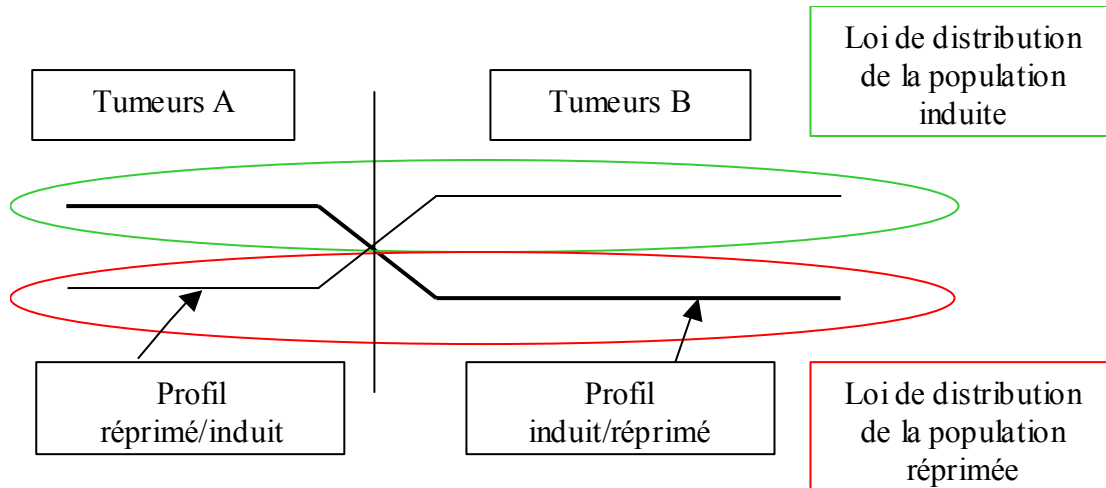 Loi de distribution
de la population
induite
Tumeurs A
Tumeurs B
Profil
réprimé/induit
Profil
induit/réprimé
Loi de distribution
de la population
réprimée